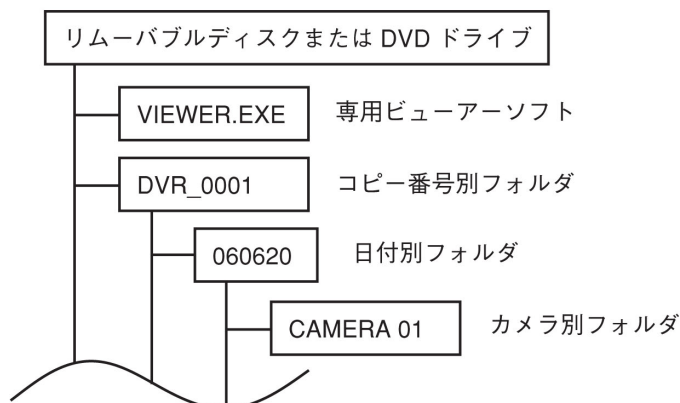 リムーバブルディスクまたは DVD ドライブ
VIEWER.EXE 専用ビューアーソフト
DVR_0001 コピー番号別フォルダ
060620 日付別フォルダ
CAMERA 01 カメラ別フォルダ